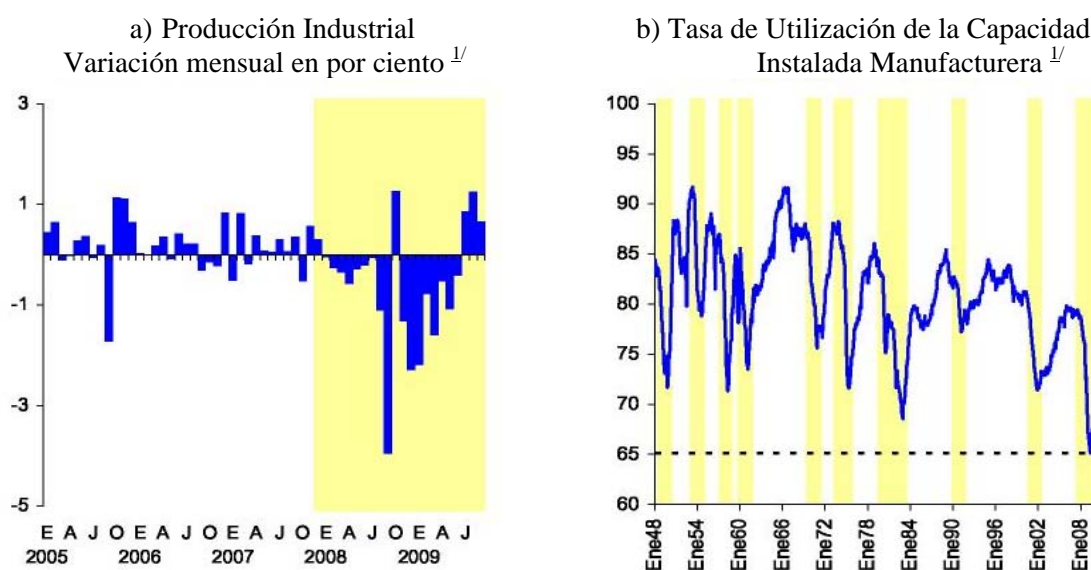 a) Producción Industrial
Variación mensual en por ciento 1/
3
1
-1
-3
-5
E A J O E A J O E A J O E A J O E A J
2005 2006 2007 2008 2009
b) Tasa de Utilización de la Capacidad
Instalada Manufacturera 1/
100
95
90
85
80
75
70
65
60
Ene48 Ene54 Ene60 Ene66 Ene72 Ene78 Ene84 Ene90 Ene96 Ene02 Ene08